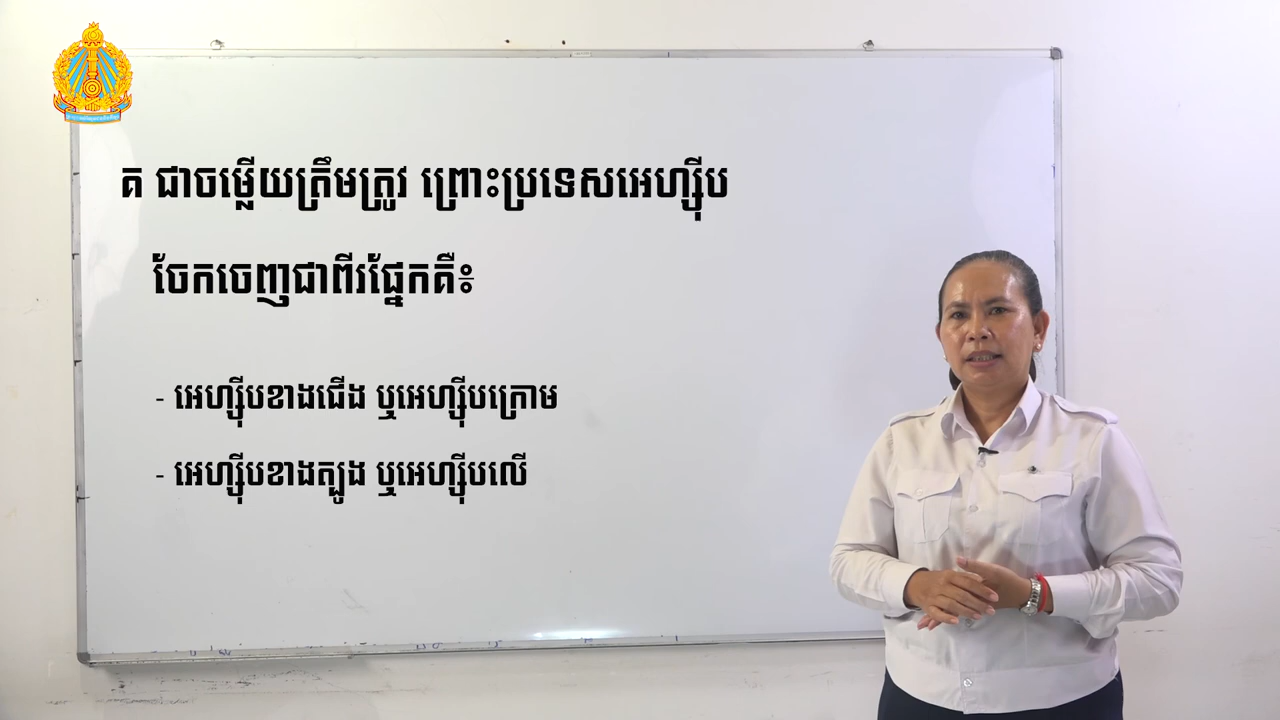 គ ជាចម្លើយត្រឹមត្រូវ ព្រោះប្រទេសអេហ្ស៊ីប
ចែកចេញជាពីរផ្នែកគឺ៖
- អេហ្ស៊ីបខាងជើង ឬអេហ្ស៊ីបក្រោម
- អេហ្ស៊ីបខាងត្បូង ឬអេហ្ស៊ីបលើ